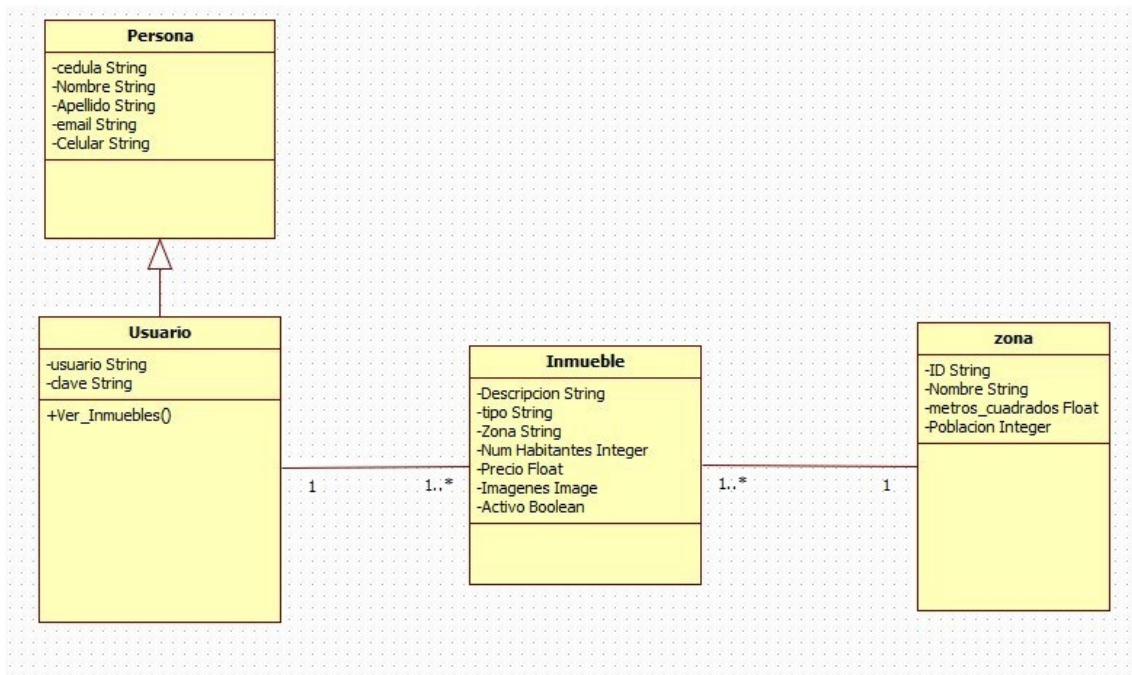 Persona
-cedula String
-Nombre String
-Apellido String
-email String
-Celular String
Usuario
-usuario String
-clave String
+Ver_Inmuebles()
1
1..*
Inmueble
-Descripcion String
-tipo String
-Zona String
-Num Habitantes Integer
-Precio Float
-Imagenes Image
-Activo Boolean
1..*
1
zona
-ID String
-Nombre String
-metros_cuadrados Float
-Poblacion Integer